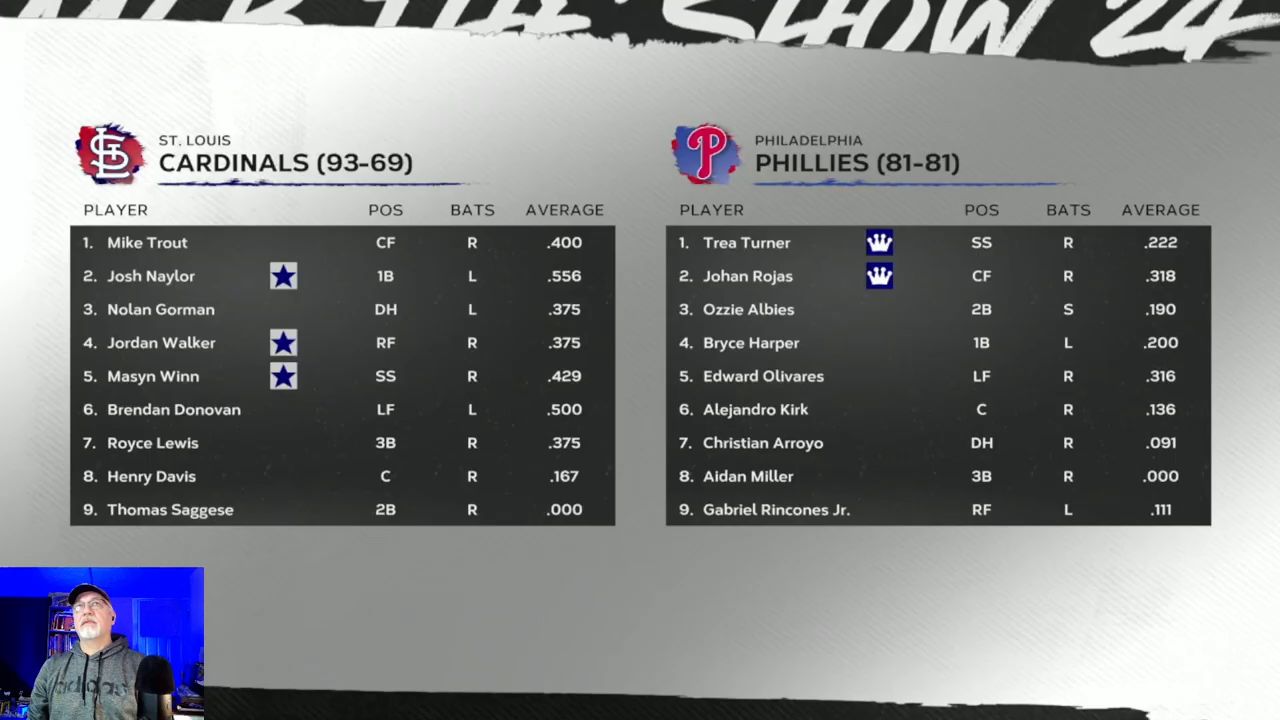 MLB THE SHOW 24
ST. LOUIS
CARDINALS (93-69)
PLAYER POS BATS AVERAGE
1. Mike Trout CF R .400
2. Josh Naylor 1B L .556
3. Nolan Gorman DH L .375
4. Jordan Walker RF R .375
5. Masyn Winn SS R .429
6. Brendan Donovan LF L .500
7. Royce Lewis 3B R .375
8. Henry Davis C R .167
9. Thomas Saggese 2B R .000
PHILADELPHIA
PHILLIES (81-81)
PLAYER POS BATS AVERAGE
1. Trea Turner SS R .222
2. Johan Rojas CF R .318
3. Ozzie Albies 2B S .190
4. Bryce Harper 1B L .200
5. Edward Olivares LF R .316
6. Alejandro Kirk C R .136
7. Christian Arroyo DH R .091
8. Aidan Miller 3B R .000
9. Gabriel Rincones Jr. RF L .111
adidas